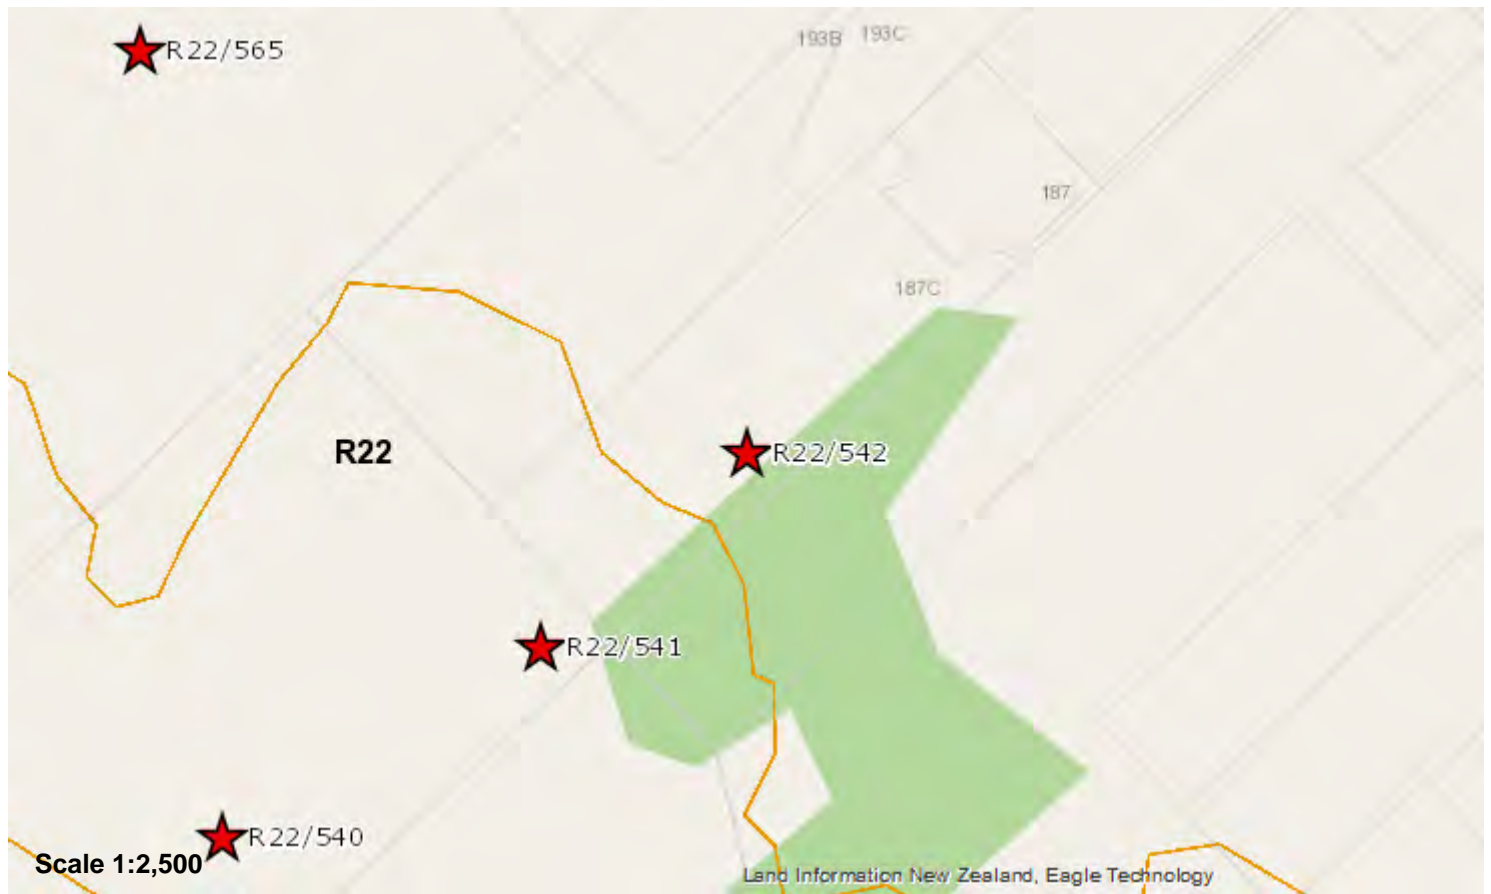 193B 193C
R22/565
187
187C
R22
R22/542
R22/541
R22/540
Scale 1:2,500
Land Information New Zealand, Eagle Technology